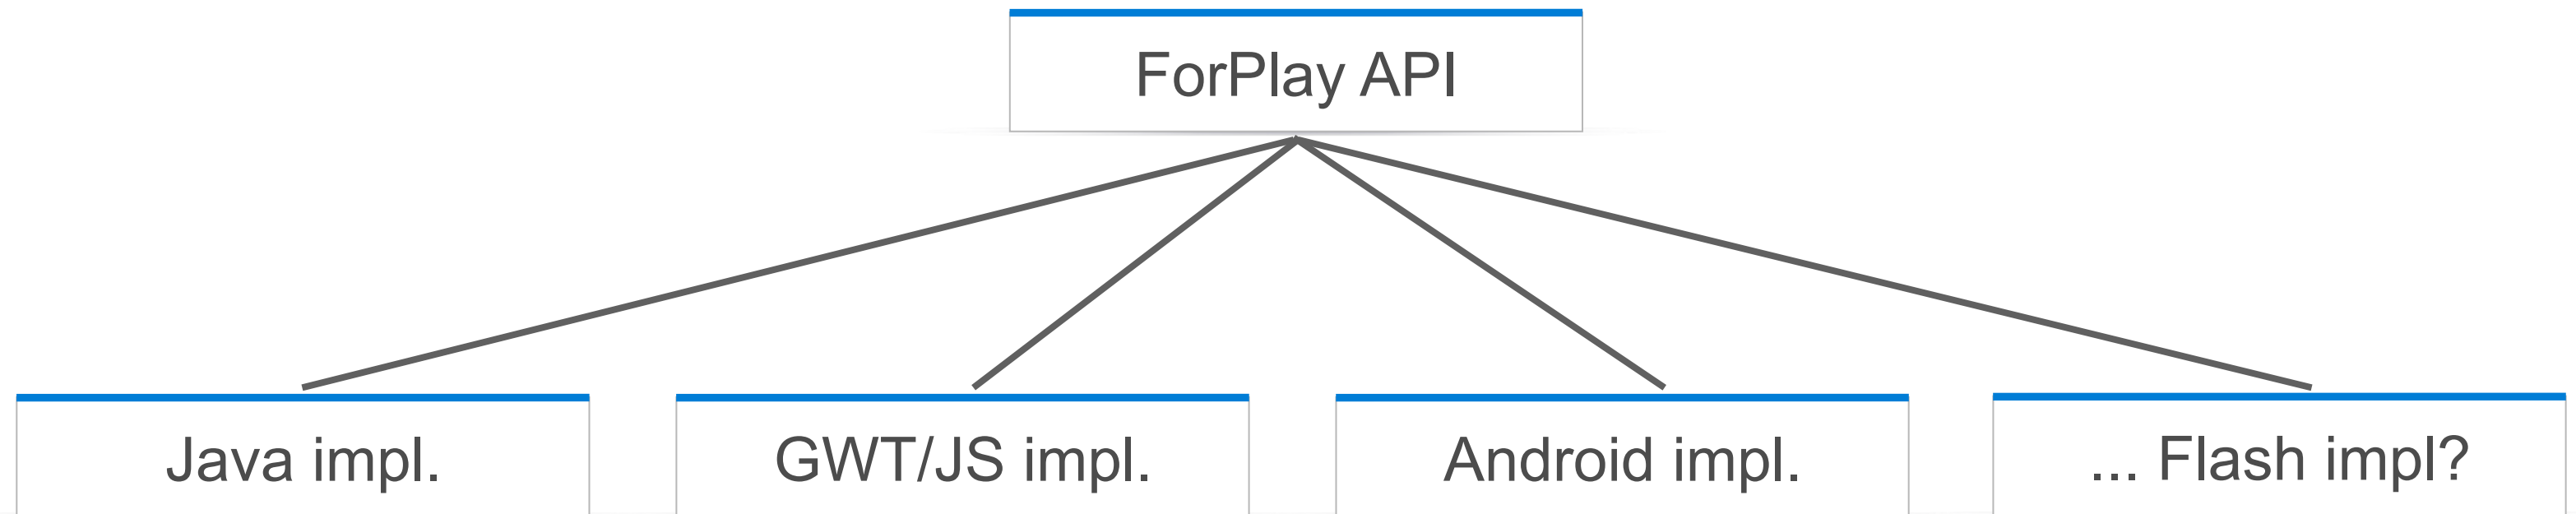 ForPlay API
Java impl.
GWT/JS impl.
Android impl.
... Flash impl?